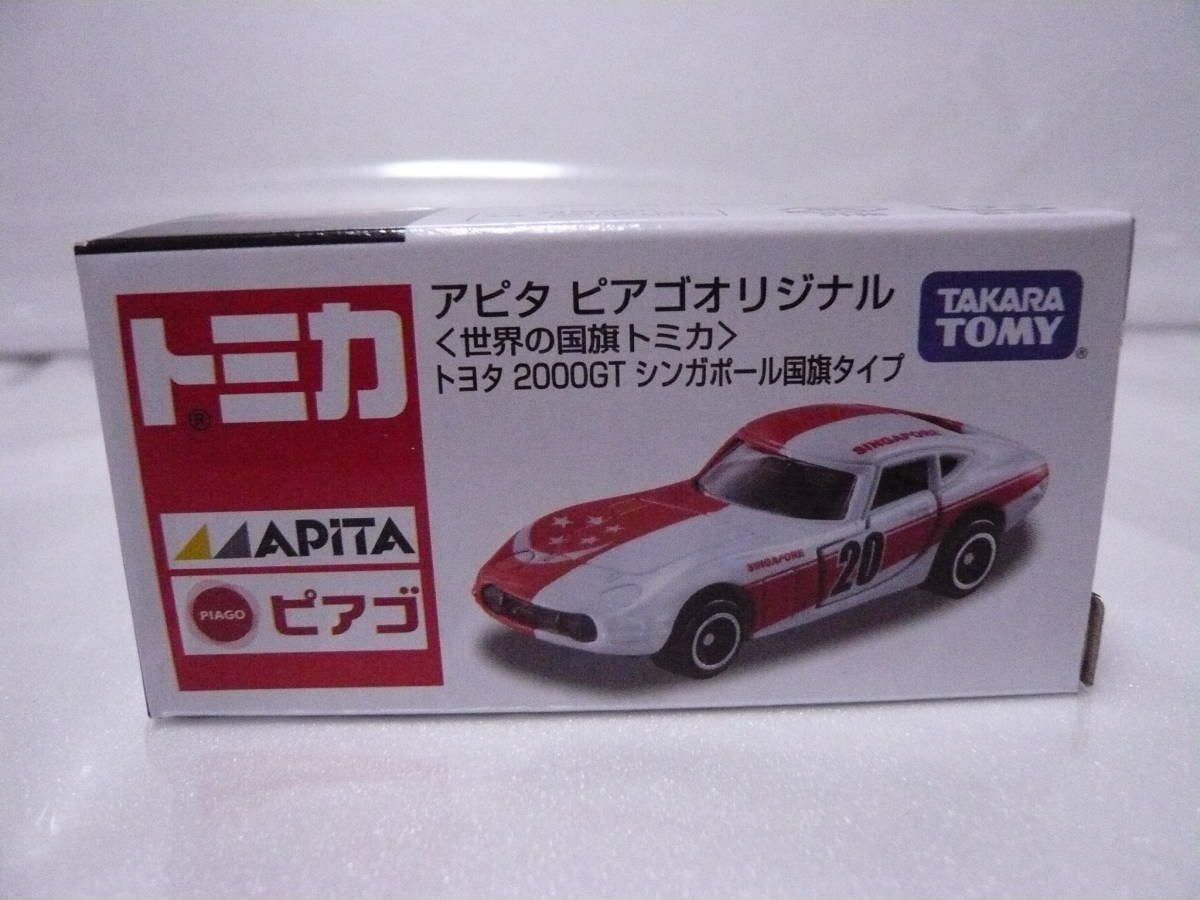 トミカ
®
APiTA
PIAGO ピアゴ
アピタ ピアゴオリジナル
<世界の国旗トミカ>
トヨタ 2000GT シンガポール国旗タイプ
TAKARA
TOMY
®
SINGAPORE
SINGAPORE
20